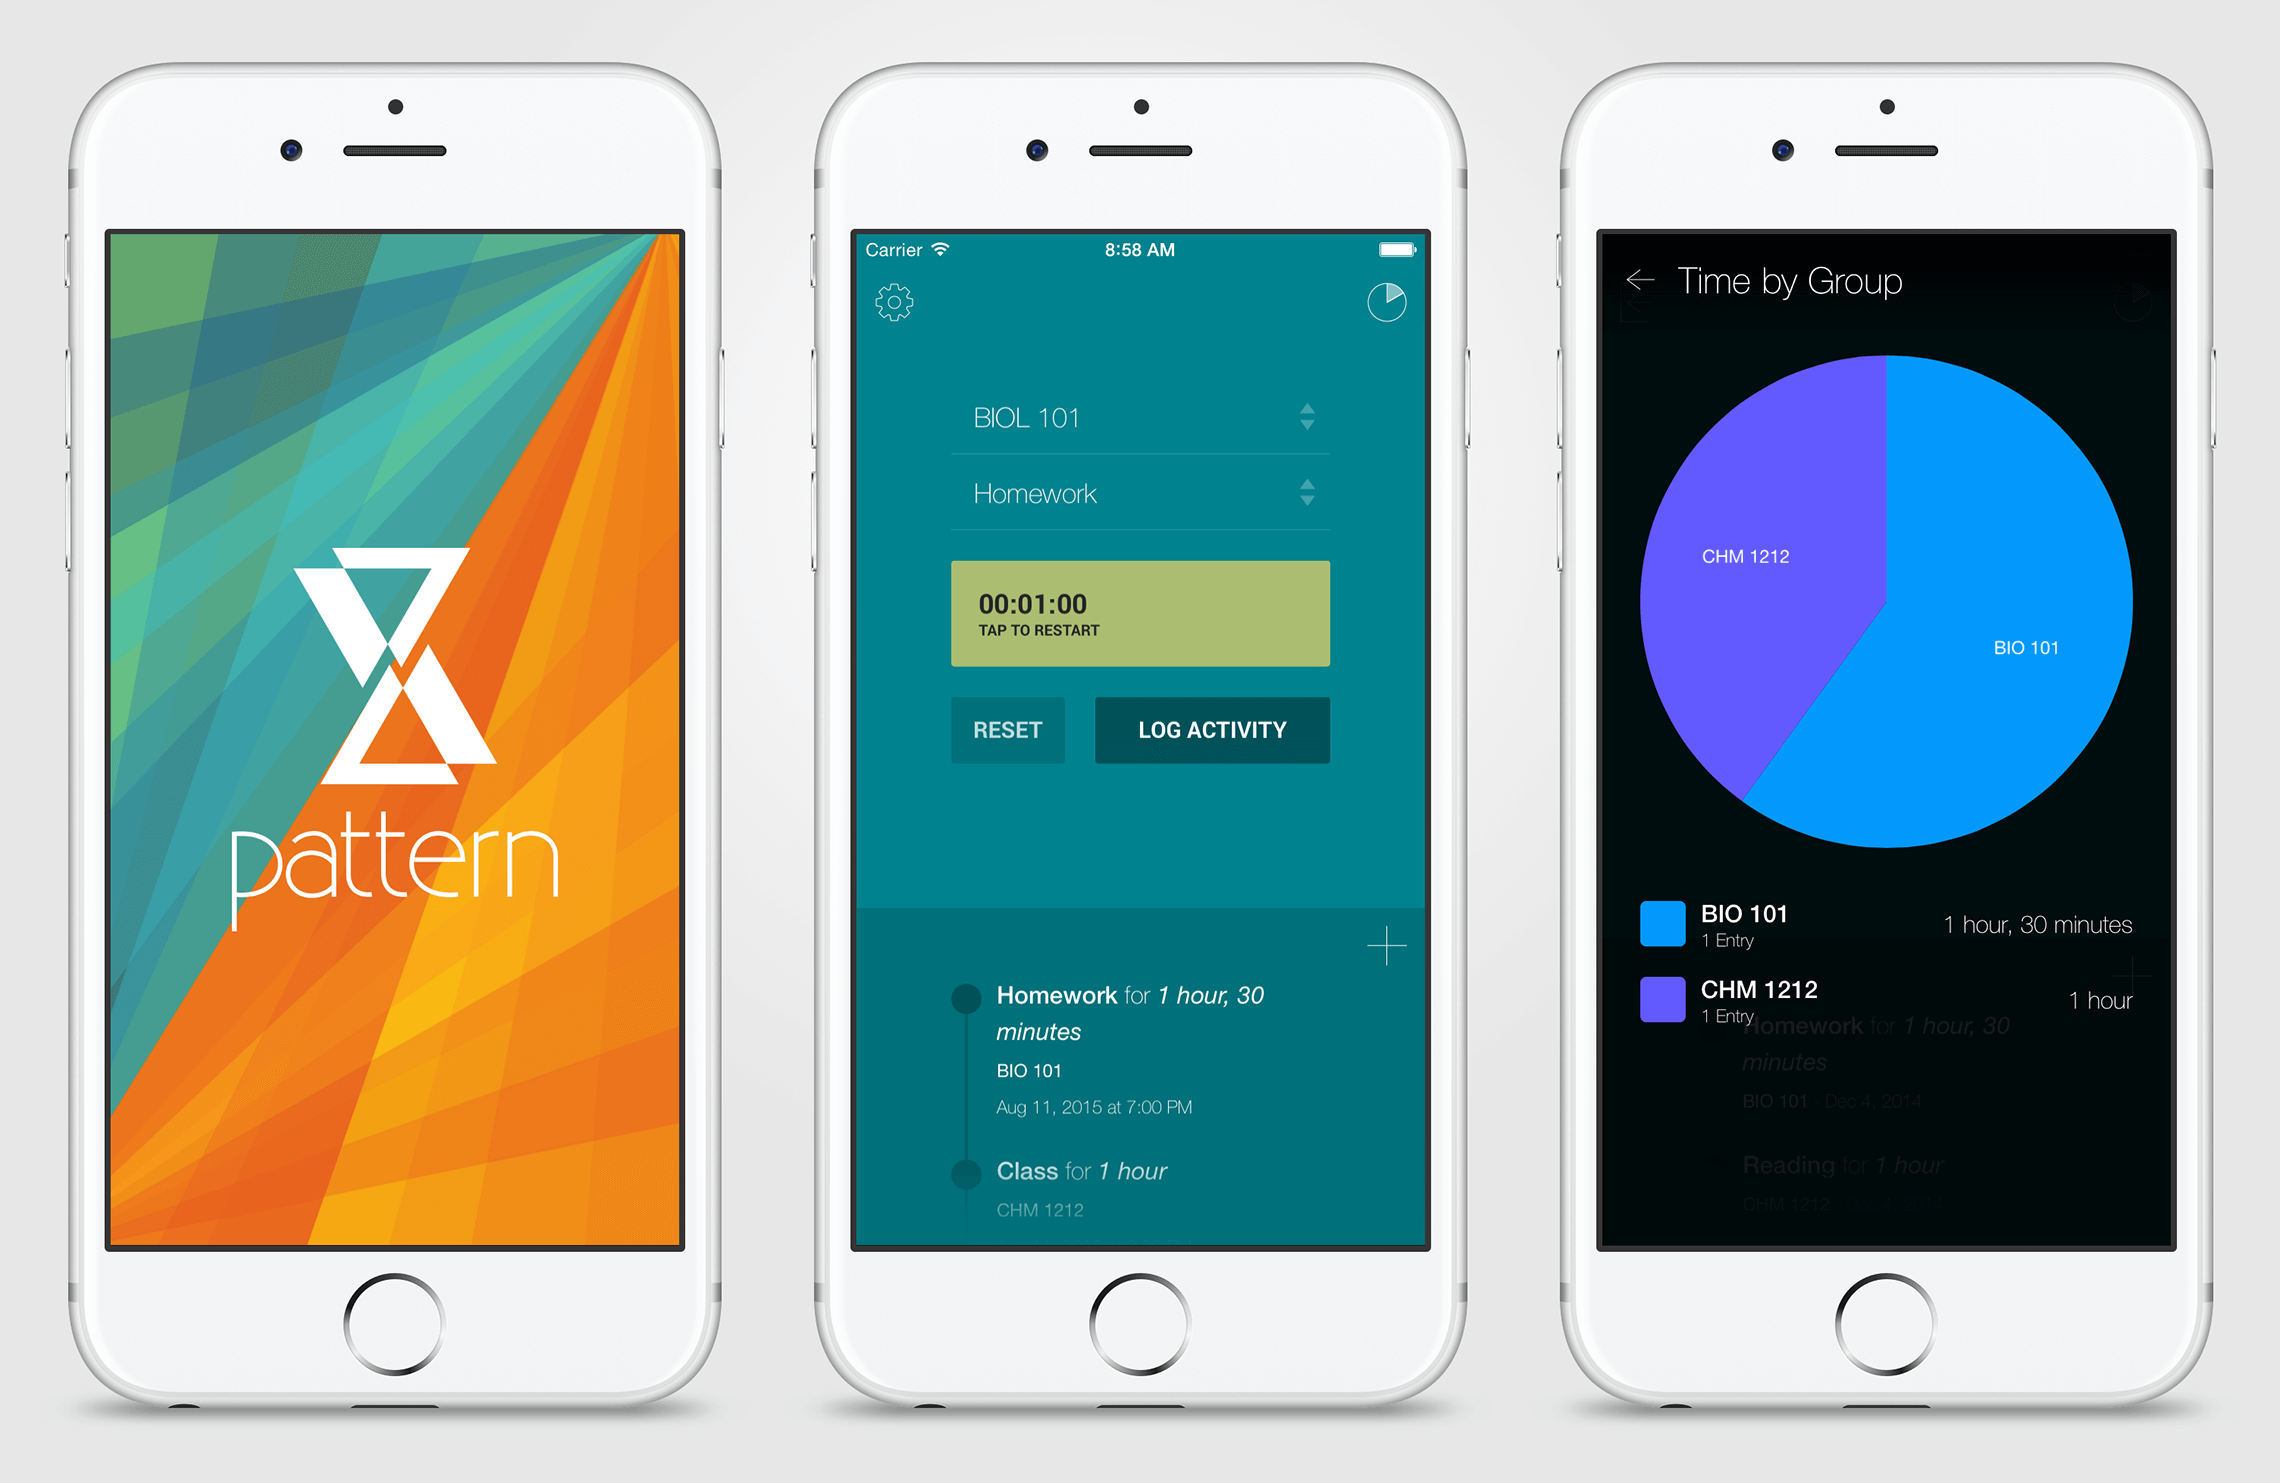 pattern
Carrier
8:58 AM
BIOL 101
Homework
00:01:00
TAP TO RESTART
RESET
LOG ACTIVITY
Homework for 1 hour, 30
minutes
BIO 101
Aug 11, 2015 at 7:00 PM
Class for 1 hour
CHM 1212
Time by Group
CHM 1212
BIO 101
BIO 101
1 hour, 30 minutes
1 Entry
CHM 1212
1 hour
1 Entry
Homework for 1 hour, 30
minutes
BIO 101 - Dec 4, 2014
Reading for 1 hour
CHM 1212